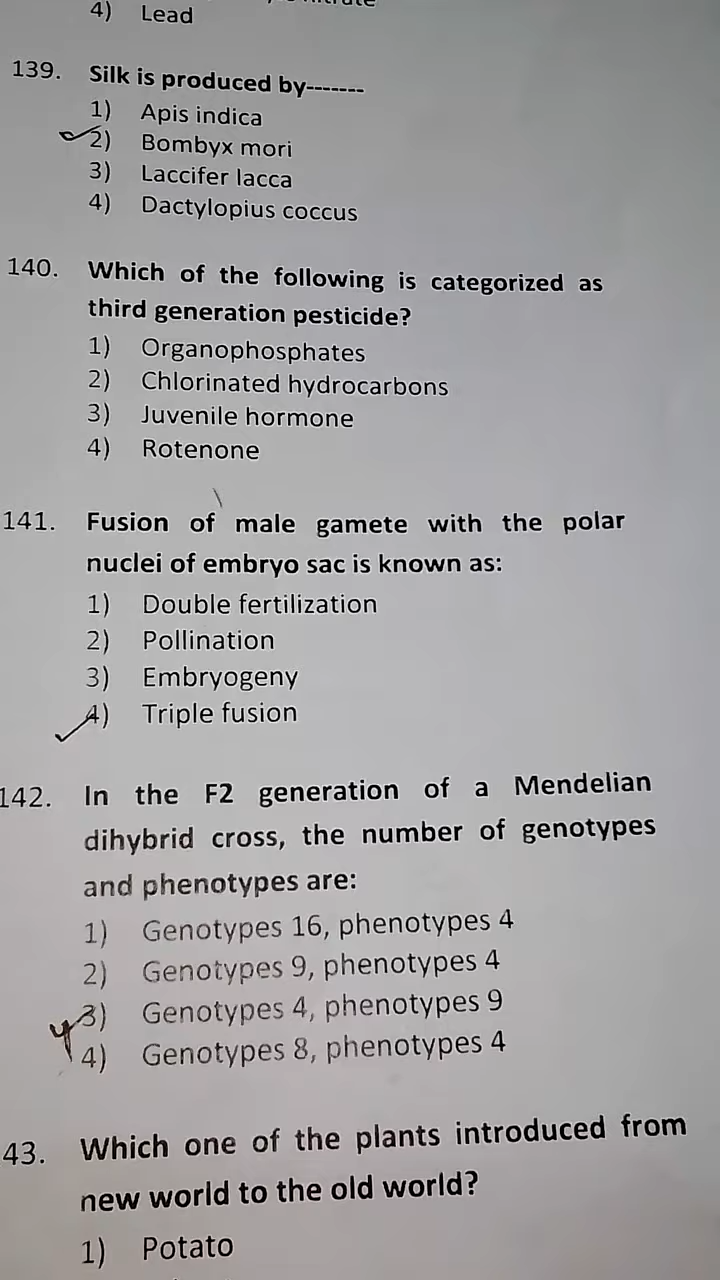 4) Lead
139. Silk is produced by-------
1) Apis indica
2) Bombyx mori
3) Laccifer lacca
4) Dactylopius coccus
140. Which of the following is categorized as
third generation pesticide?
1) Organophosphates
2) Chlorinated hydrocarbons
3) Juvenile hormone
4) Rotenone
141. Fusion of male gamete with the polar
nuclei of embryo sac is known as:
1) Double fertilization
2) Pollination
3) Embryogeny
4) Triple fusion
142. In the F2 generation of a Mendelian
dihybrid cross, the number of genotypes
and phenotypes are:
1) Genotypes 16, phenotypes 4
2) Genotypes 9, phenotypes 4
3) Genotypes 4, phenotypes 9
4) Genotypes 8, phenotypes 4
43. Which one of the plants introduced from
new world to the old world?
1) Potato